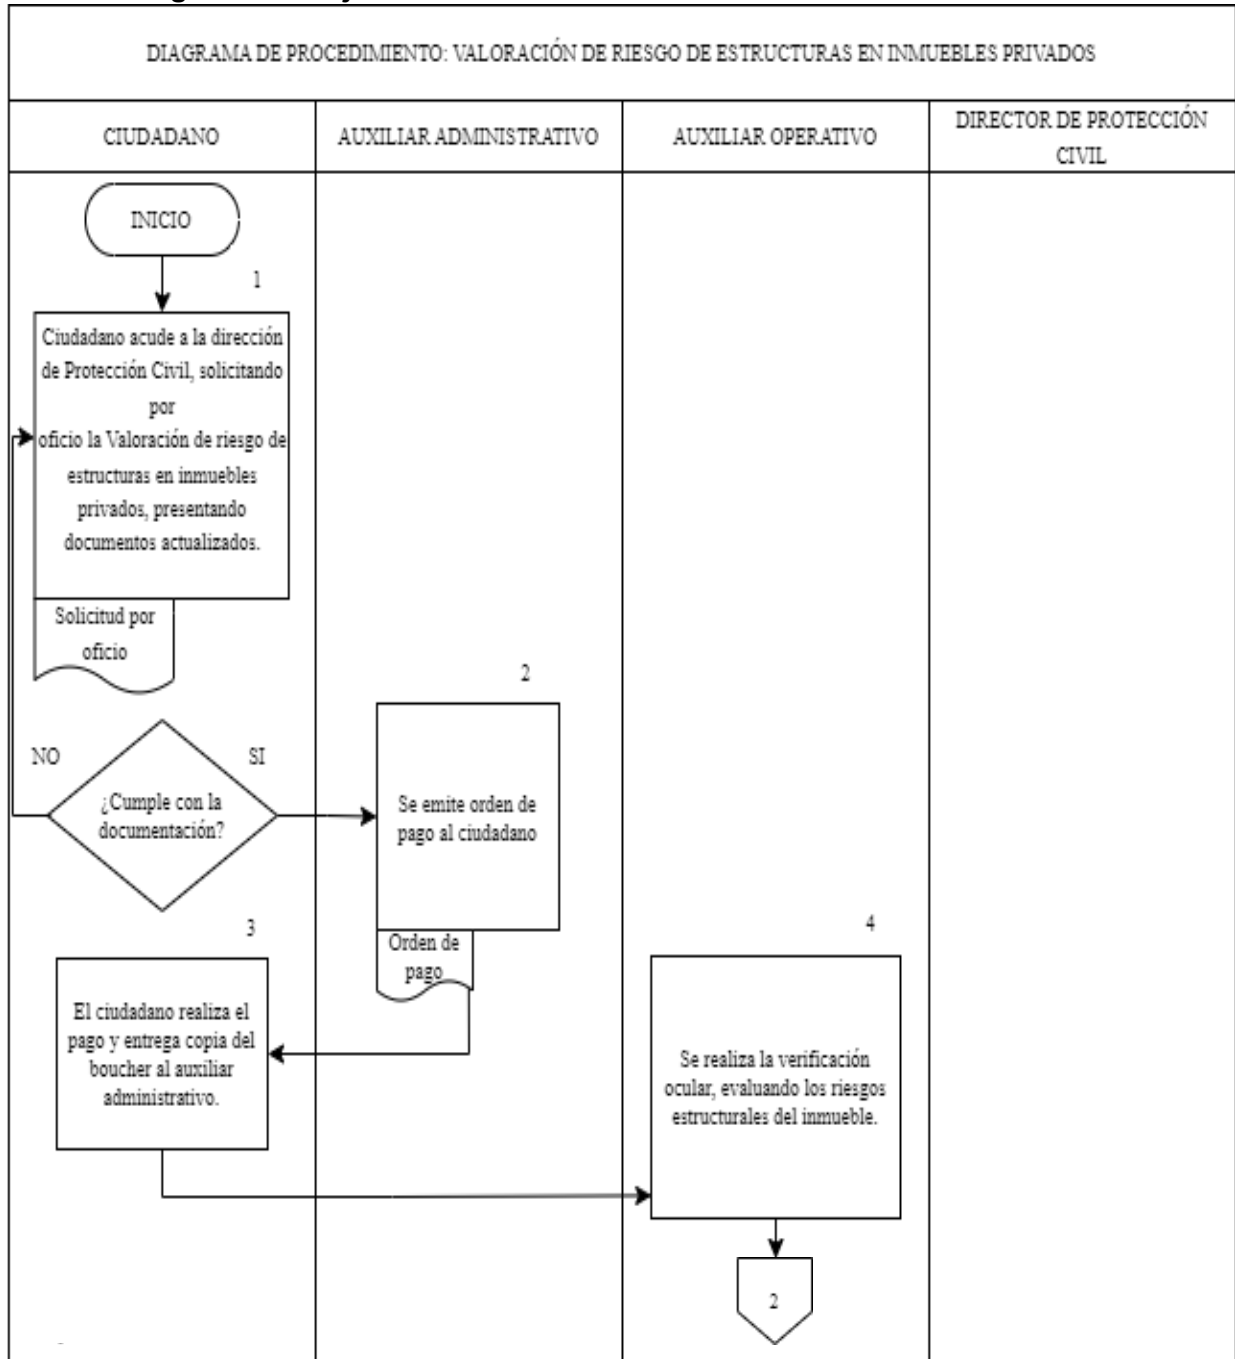 DIAGRAMA DE PROCEDIMIENTO: VALORACIÓN DE RIESGO DE ESTRUCTURAS EN INMUEBLES PRIVADOS
CIUDADANO
AUXILIAR ADMINISTRATIVO
AUXILIAR OPERATIVO
DIRECTOR DE PROTECCIÓN
CIVIL
INICIO
1
Ciudadano acude a la dirección
de Protección Civil, solicitando
por
oficio la Valoración de riesgo de
estructuras en inmuebles
privados, presentando
documentos actualizados.
Solicitud por
oficio
NO
SI
¿Cumple con la
documentación?
2
Se emite orden de
pago al ciudadano
Orden de
pago
3
El ciudadano realiza el
pago y entrega copia del
boucher al auxiliar
administrativo.
4
Se realiza la verificación
ocular, evaluando los riesgos
estructurales del inmueble.
2